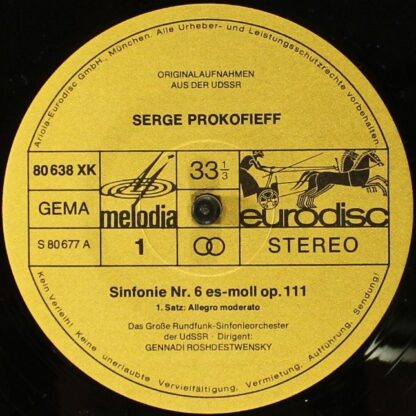 Ariola-Eurodisc GmbH., München. Alle Urheber- und Leistungsschutzrechte vorbehalten.
ORIGINALAUFNAHMEN
AUS DER UDSSR
SERGE PROKOFIEFF
80 638 XK
33 1/3
GEMA
melodia
eurodisc
S 80 677 A
1
STEREO
Sinfonie Nr. 6 es-moll op. 111
1. Satz: Allegro moderato
Das Große Rundfunk-Sinfonieorchester
der UdSSR - Dirigent:
GENNADI ROSHDESTWENSKY
Kein Verleih! Keine unerlaubte Vervielfältigung, Vermietung, Aufführung, Sendung!